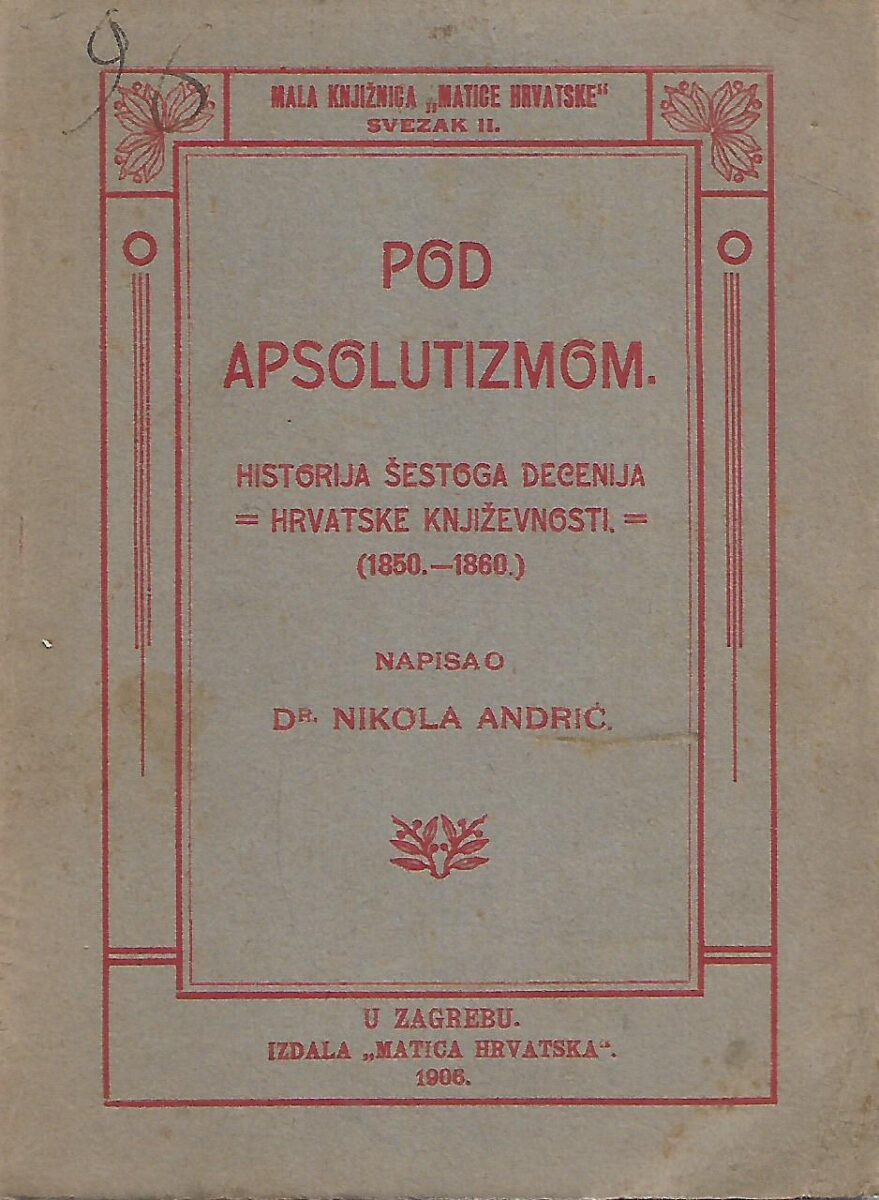 96
MALA KNJIŽNICA „MATICE HRVATSKE“
SVEZAK II.
POD
APSOLUTIZMOM.
HISTORIJA ŠESTOGA DECENIJA
= HRVATSKE KNJIŽEVNOSTI. =
(1850.—1860.)
NAPISAO
DR. NIKOLA ANDRIĆ.
U ZAGREBU.
IZDALA „MATICA HRVATSKA“.
1906.